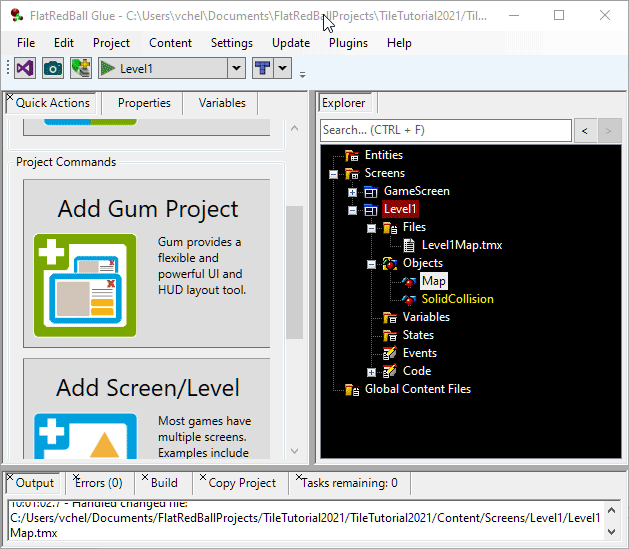 FlatRedBall Glue - C:\Users\vchel\Documents\FlatRedBallProjects\TileTutorial2021/Til...
File Edit Project Content Settings Update Plugins Help
Level1
Quick Actions Properties Variables
Project Commands
Add Gum Project
Gum provides a
flexible and
powerful UI and
HUD layout tool.
Add Screen/Level
Most games have
multiple screens.
Examples include
Explorer
Search... (CTRL + F)
< >
Entities
Screens
GameScreen
Level1
Files
Level1Map.tmx
Objects
Map
SolidCollision
Variables
States
Events
Code
Global Content Files
Output Errors (0) Build Copy Project Tasks remaining: 0
10:01:02.7 - Handled changed file:
C:/Users/vchel/Documents/FlatRedBallProjects/TileTutorial2021/TileTutorial2021/Content/Screens/Level1/Level1
Map.tmx